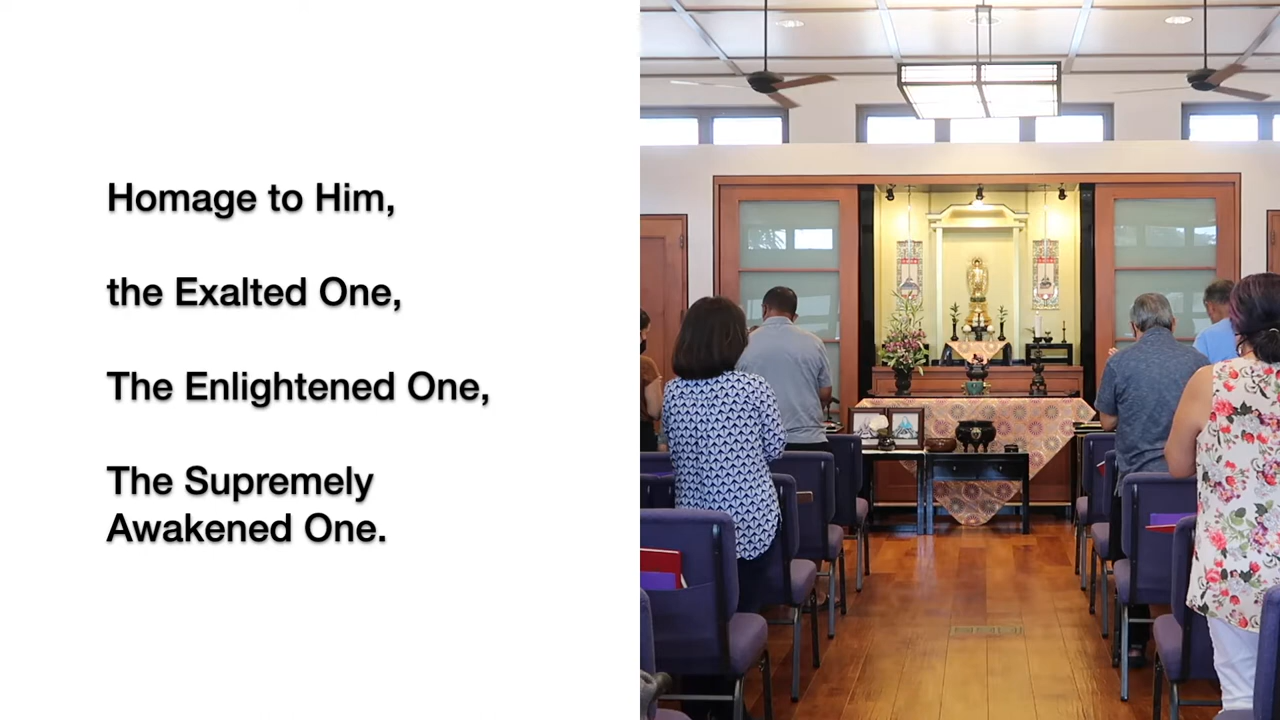 Homage to Him,
the Exalted One,
The Enlightened One,
The Supremely
Awakened One.